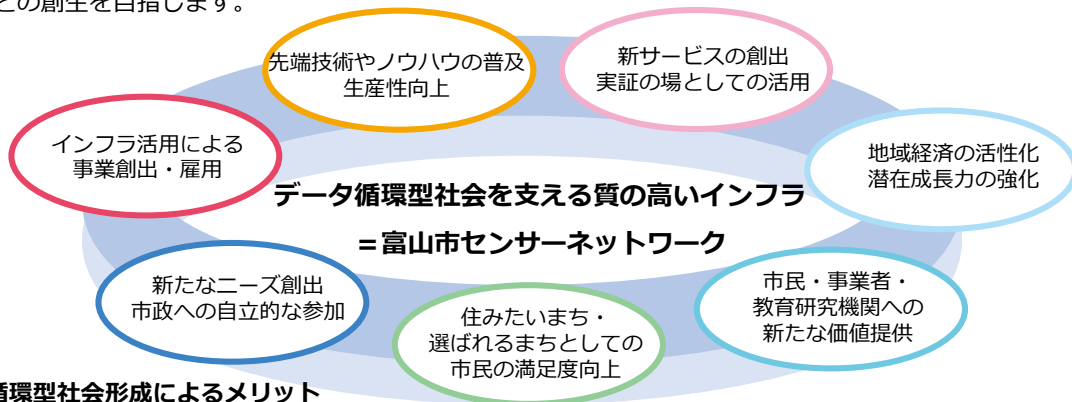 との創生を目指します。
先端技術やノウハウの普及
生産性向上
新サービスの創出
実証の場としての活用
インフラ活用による
事業創出・雇用
地域経済の活性化
潜在成長力の強化
データ循環型社会を支える質の高いインフラ
＝富山市センサーネットワーク
新たなニーズ創出
市政への自立的な参加
住みたいまち・
選ばれるまちとしての
市民の満足度向上
市民・事業者・
教育研究機関への
新たな価値提供
循環型社会形成によるメリット